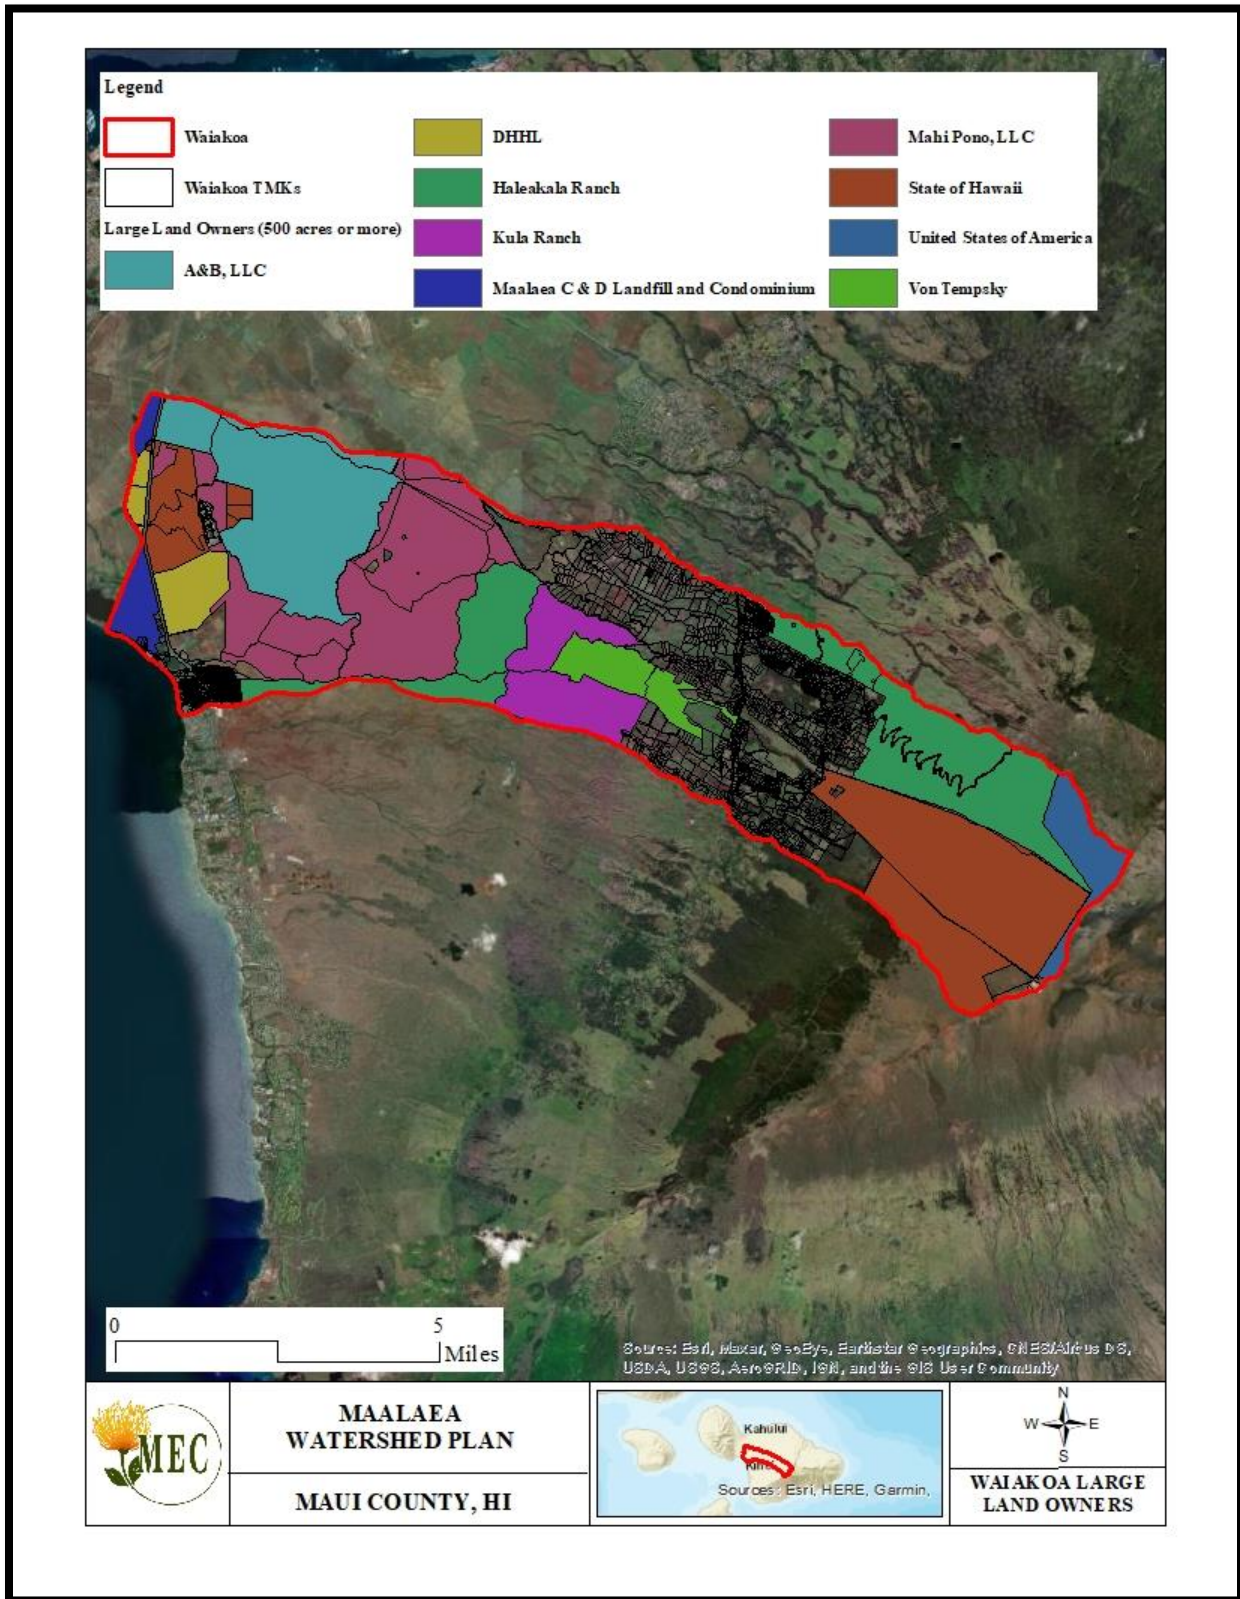 Legend
Waiakoa
Waiakoa TMKs
Large Land Owners (500 acres or more)
A&B, LLC
DHHL
Haleakala Ranch
Kula Ranch
Maalaea C & D Landfill and Condominium
Mahi Pono, LLC
State of Hawaii
United States of America
Von Tempsky
0 5
Miles
Source: Esri, Maxar, GeoEye, Earthstar Geographics, CNES/Airbus DS,
USDA, USGS, AeroGRID, IGN, and the GIS User Community
MEC
MAALAEA
WATERSHED PLAN
MAUI COUNTY, HI
Kahului
Sources: Esri, HERE, Garmin,
N
W E
S
WAIAKOA LARGE
LAND OWNERS